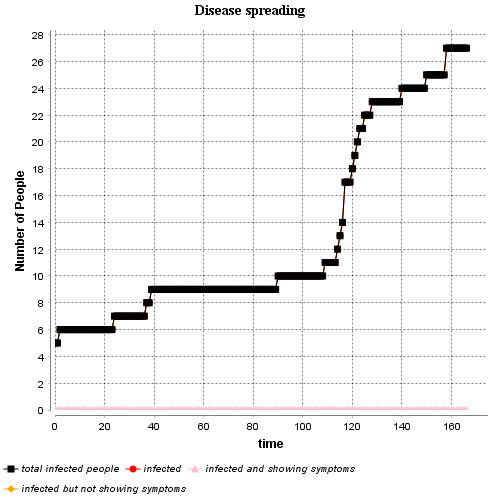 Disease spreading
28
26
24
22
20
18
16
14
12
10
8
6
4
2
0
Number of People
0 20 40 60 80 100 120 140 160
time
total infected people infected infected and showing symptoms
infected but not showing symptoms